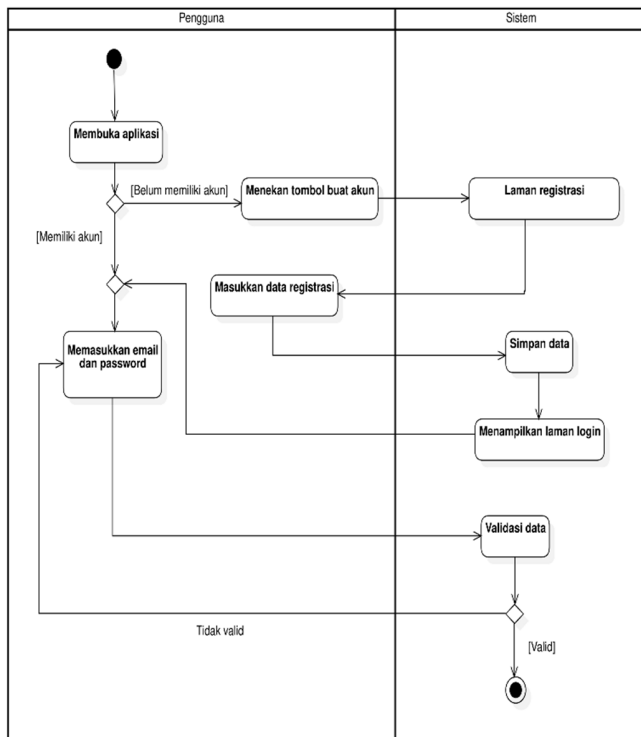 Pengguna
Sistem
Membuka aplikasi
[Belum memiliki akun]
Menekan tombol buat akun
Laman registrasi
[Memiliki akun]
Masukkan data registrasi
Memasukkan email
dan password
Simpan data
Menampilkan laman login
Validasi data
Tidak valid
[Valid]